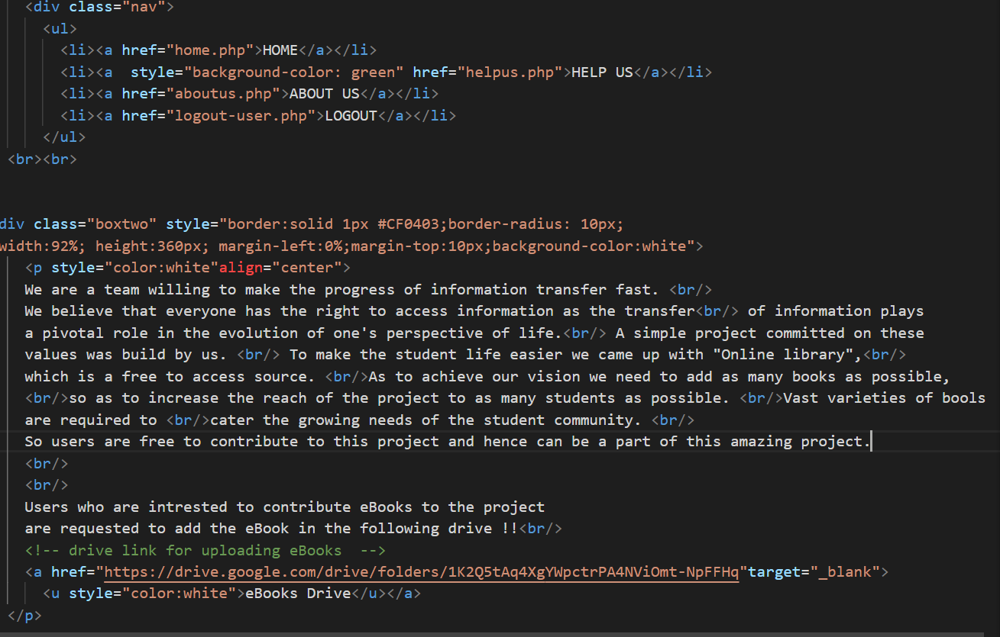 <div class="nav">
<ul>
<li><a href="home.php">HOME</a></li>
<li><a  style="background-color: green" href="helpus.php">HELP US</a></li>
<li><a href="aboutus.php">ABOUT US</a></li>
<li><a href="logout-user.php">LOGOUT</a></li>
</ul>
<br><br>
div class="boxtwo" style="border:solid 1px #CF0403;border-radius: 10px;
width:92%; height:360px; margin-left:0%;margin-top:10px;background-color:white">
<p style="color:white"align="center">
We are a team willing to make the progress of information transfer fast. <br/>
We believe that everyone has the right to access information as the transfer<br/> of information plays
a pivotal role in the evolution of one's perspective of life.<br/> A simple project committed on these
values was build by us. <br/> To make the student life easier we came up with "Online library",<br/>
which is a free to access source. <br/>As to achieve our vision we need to add as many books as possible,
<br/>so as to increase the reach of the project to as many students as possible. <br/>Vast varieties of bools
are required to <br/>cater the growing needs of the student community. <br/>
So users are free to contribute to this project and hence can be a part of this amazing project.
<br/>
<br/>
Users who are intrested to contribute eBooks to the project
are requested to add the eBook in the following drive !!<br/>
<!-- drive link for uploading eBooks  -->
<a href="https://drive.google.com/drive/folders/1K2Q5tAq4XgYWpctrPA4NViOmt-NpFFHq"target="_blank">
<u style="color:white">eBooks Drive</u></a>
</p>